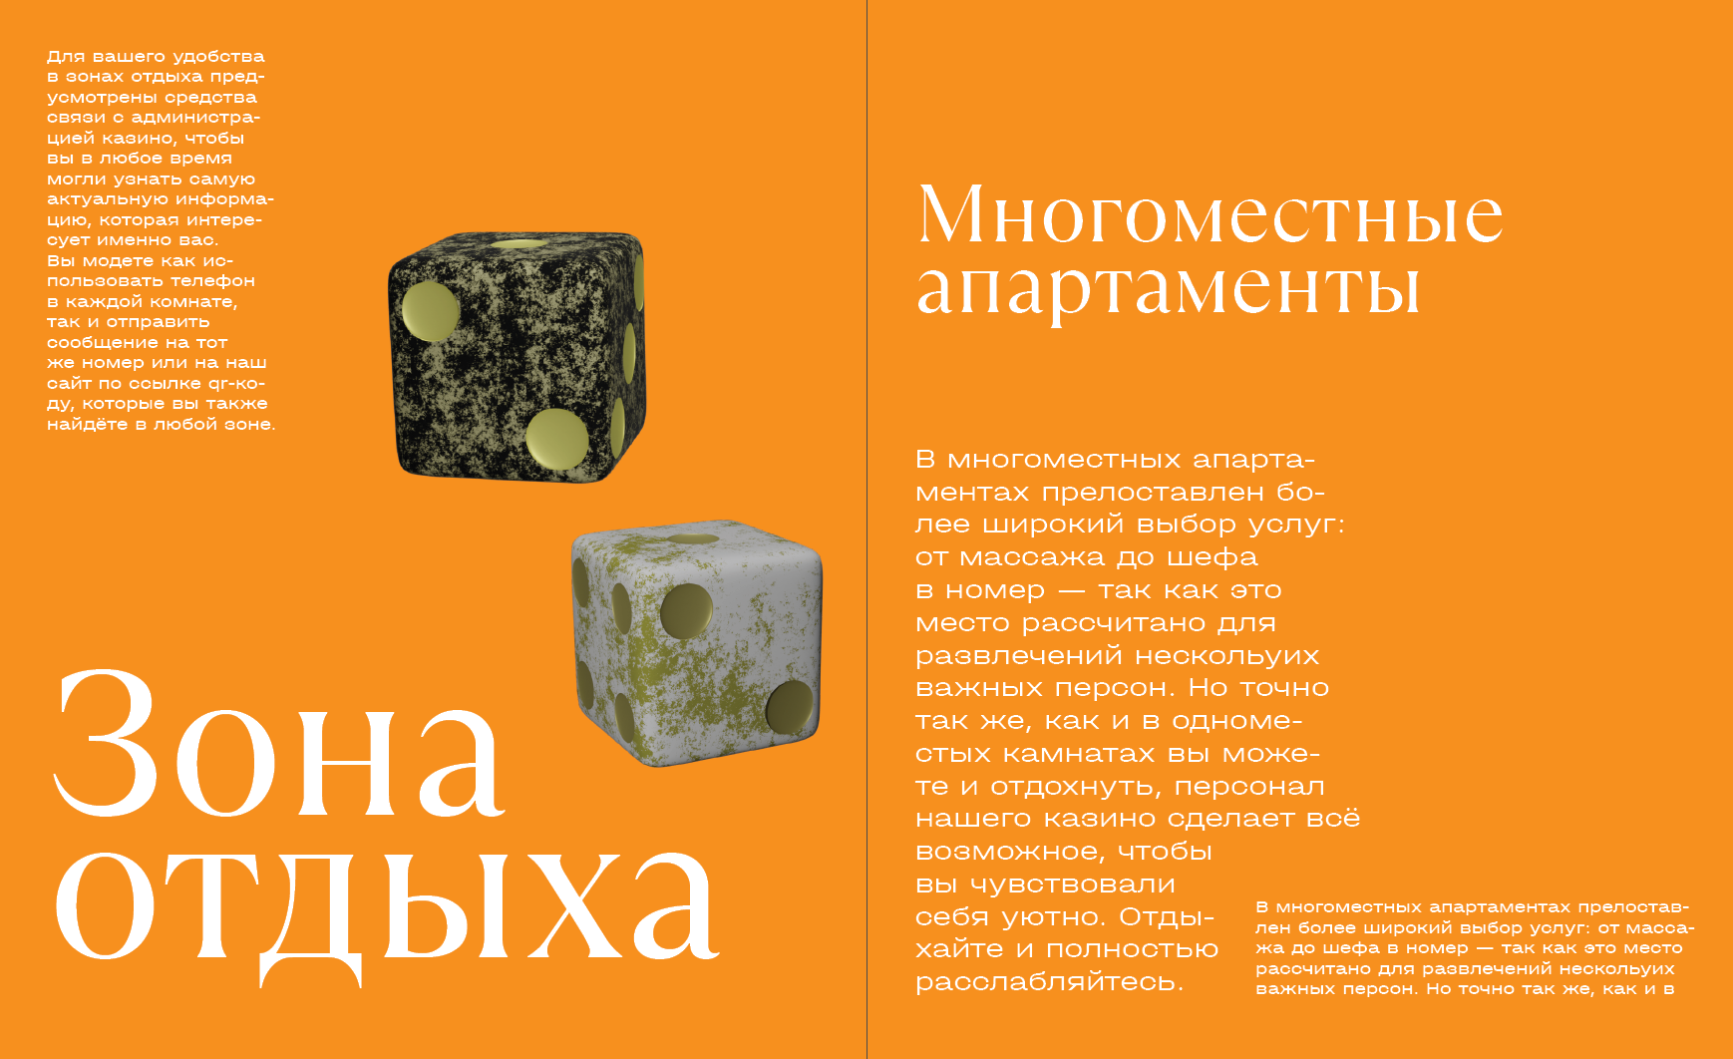 Для вашего удобства
в зонах отдыха пред-
усмотрены средства
связи с администра-
цией казино, чтобы
вы в любое время
могли узнать самую
актуальную информа-
цию, которая интере-
сует именно вас.
Вы модете как ис-
пользовать телефон
в каждой комнате,
так и отправить
сообщение на тот
же номер или на наш
сайт по ссылке qr-ко-
ду, которые вы также
найдёте в любой зоне.
Зона
отдыха
Многоместные
апартаменты
В многоместных апарта-
ментах прелоставлен бо-
лее широкий выбор услуг:
от массажа до шефа
в номер — так как это
место рассчитано для
развлечений нескольуих
важных персон. Но точно
так же, как и в одноме-
стых камнатах вы може-
те и отдохнуть, персонал
нашего казино сделает всё
возможное, чтобы
вы чувствовали
себя уютно. Отды-
хайте и полностью
расслабляйтесь.
В многоместных апартаментах прелостав-
лен более широкий выбор услуг: от масса-
жа до шефа в номер — так как это место
рассчитано для развлечений нескольуих
важных персон. Но точно так же, как и в